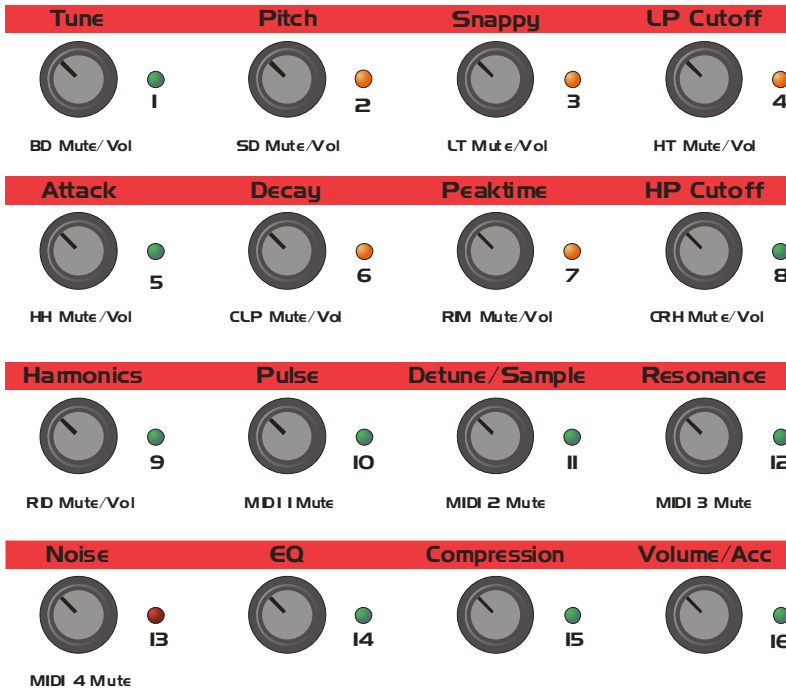 Tune Pitch Snappy LP Cutoff
1 2 3 4
BD Mute/Vol SD Mute/Vol LT Mute/Vol HT Mute/Vol
Attack Decay Peaktime HP Cutoff
5 6 7 8
HH Mute/Vol CLP Mute/Vol RIM Mute/Vol CRH Mute/Vol
Harmonics Pulse Detune/Sample Resonance
9 10 11 12
RID Mute/Vol MIDI 1 Mute MIDI 2 Mute MIDI 3 Mute
Noise EQ Compression Volume/Acc
13 14 15 16
MIDI 4 Mute